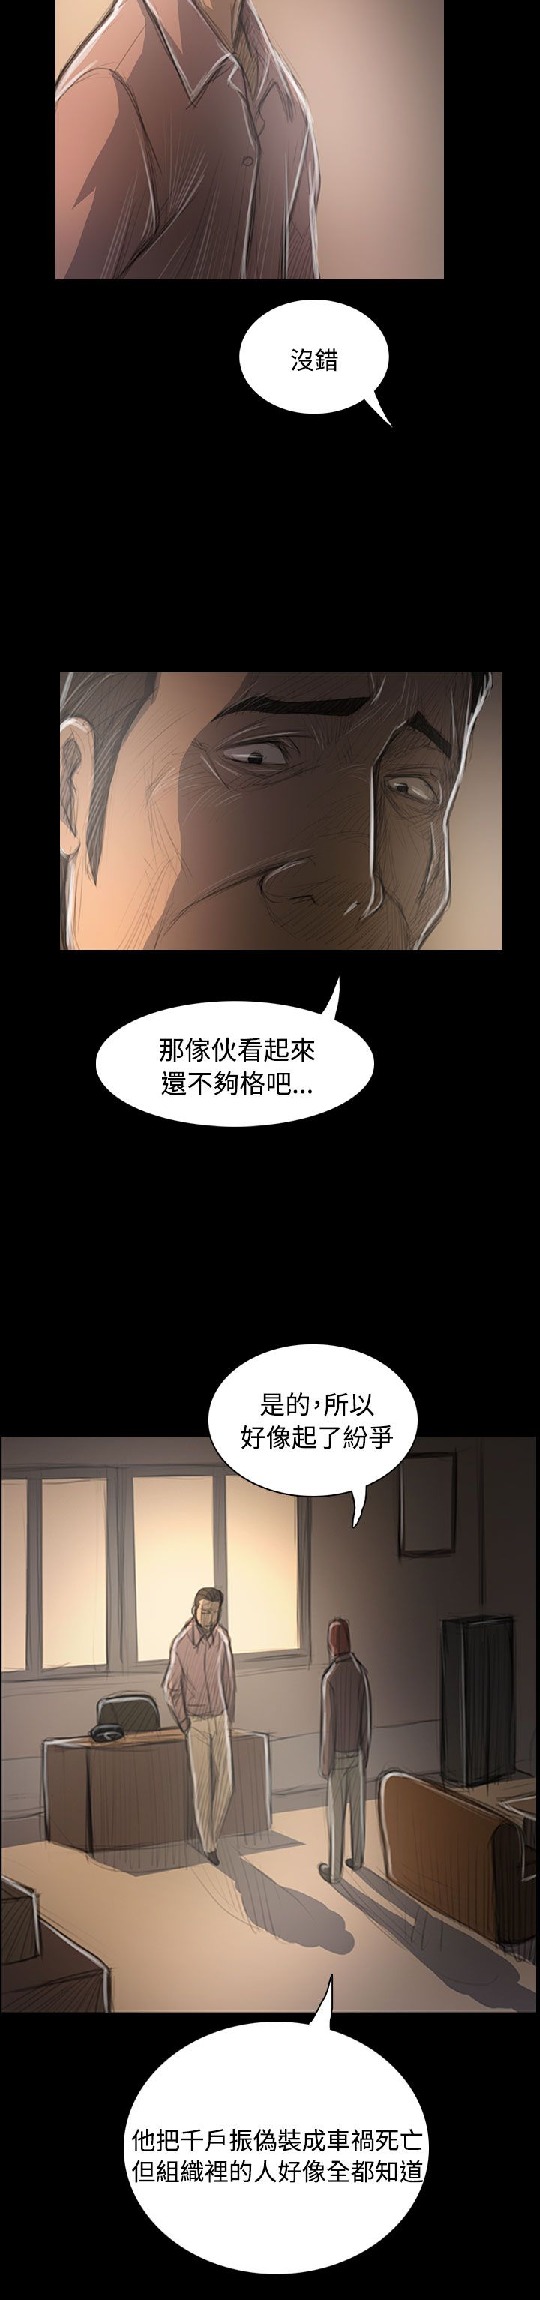 沒錯
那傢伙看起來
還不夠格吧...
是的，所以
好像起了紛爭
他把千戶振偽裝成車禍死亡
但組織裡的人好像全都知道